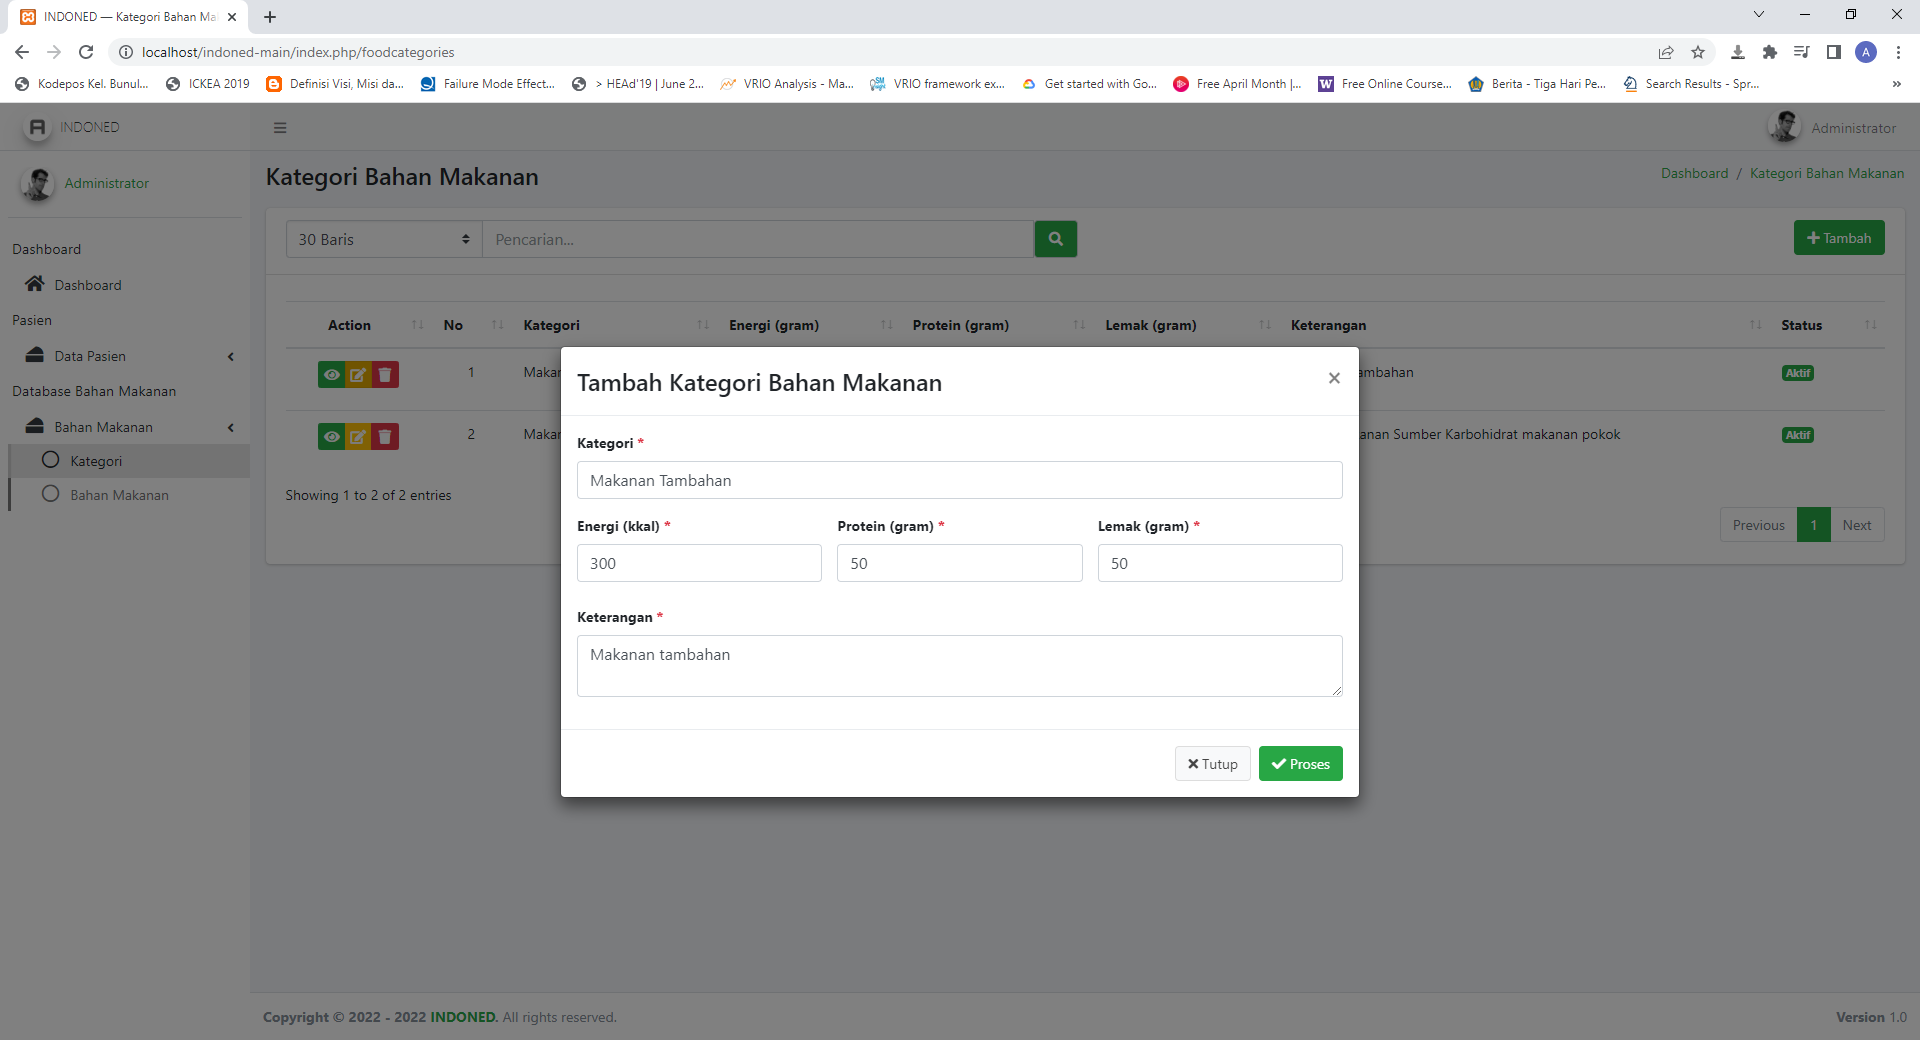 INDONED — Kategori Bahan Ma
localhost/indoned-main/index.php/foodcategories
A
Kodepos Kel. Bunul...
ICKEA 2019
Definisi Visi, Misi da...
Failure Mode Effect...
> HEAd'19 | June 2...
VRIO Analysis - Ma...
VRIO framework ex...
Get started with Go...
Free April Month |...
Free Online Course...
Berita - Tiga Hari Pe...
Search Results - Spr...
»
INDONED
Administrator
Administrator
Kategori Bahan Makanan
Dashboard / Kategori Bahan Makanan
Dashboard
Dashboard
Pasien
Data Pasien
Database Bahan Makanan
Bahan Makanan
Kategori
Bahan Makanan
30 Baris
Pencarian...
Tambah
Action No Kategori Energi (gram) Protein (gram) Lemak (gram) Keterangan Status
1 Makan ambahan Aktif
2 Makan anan Sumber Karbohidrat makanan pokok Aktif
Showing 1 to 2 of 2 entries
Previous 1 Next
Tambah Kategori Bahan Makanan
×
Kategori *
Makanan Tambahan
Energi (kkal) * Protein (gram) * Lemak (gram) *
300 50 50
Keterangan *
Makanan tambahan
Tutup Proses
Copyright © 2022 - 2022 INDONED. All rights reserved.
Version 1.0